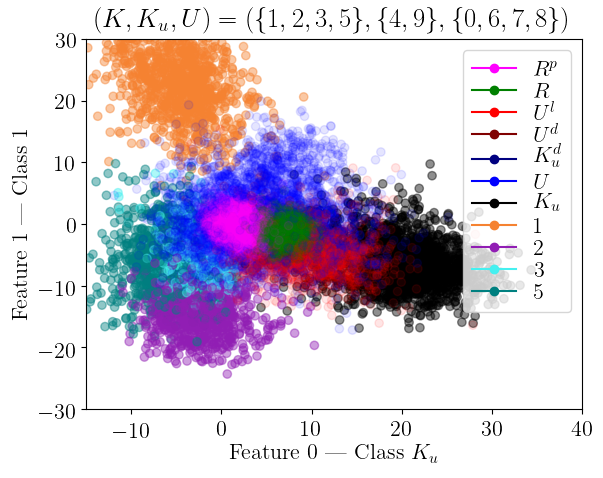 (K, K_u, U) = ({1, 2, 3, 5}, {4, 9}, {0, 6, 7, 8})
30
20
10
0
−10
−20
−30
Feature 1 — Class 1
R^p
R
U^l
U^d
K_u^d
U
K_u
1
2
3
5
−10
0
10
20
30
40
Feature 0 — Class K_u